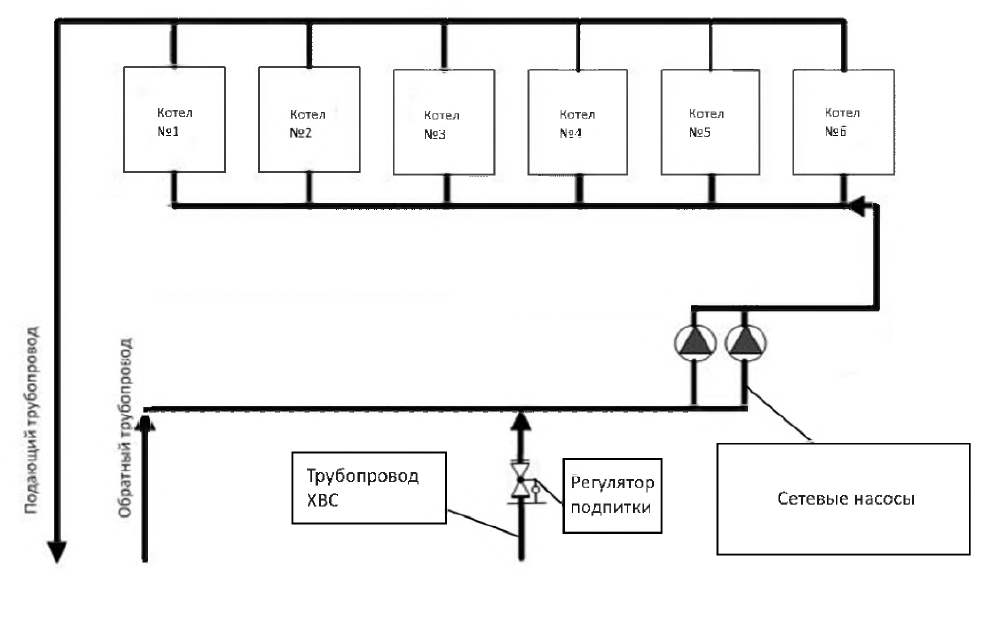 Котел
№1
Котел
№2
Котел
№3
Котел
№4
Котел
№5
Котел
№6
Подающий трубопровод
Обратный трубопровод
Трубопровод
ХВС
Регулятор
подпитки
Сетевые насосы